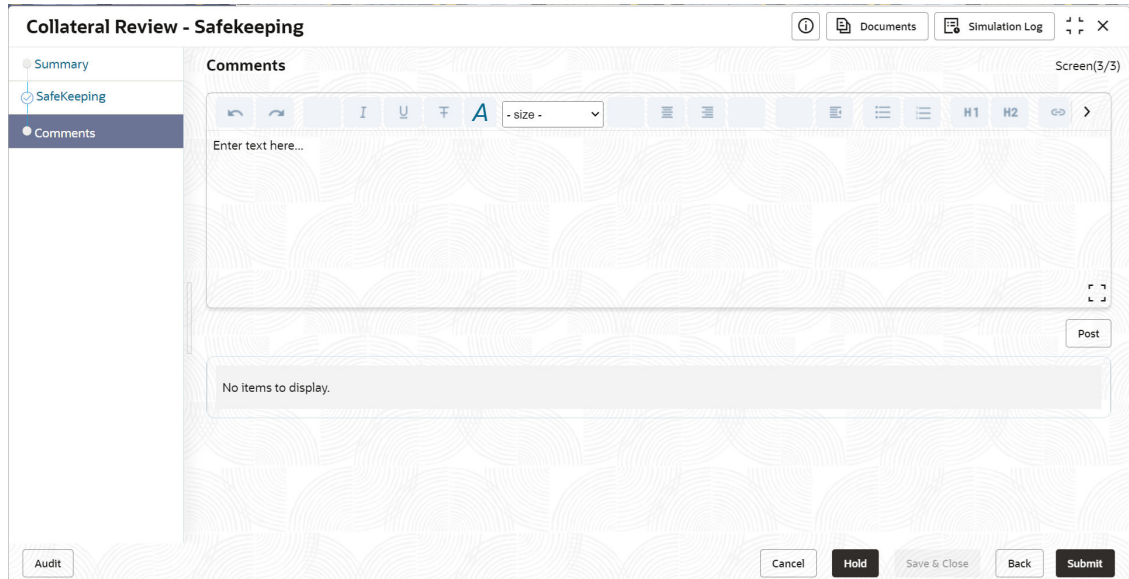 Collateral Review - Safekeeping
Documents
Simulation Log
Summary
SafeKeeping
Comments
Comments
Screen(3/3)
I U T A - size - H1 H2
Enter text here...
Post
No items to display.
Audit
Cancel
Hold
Save & Close
Back
Submit